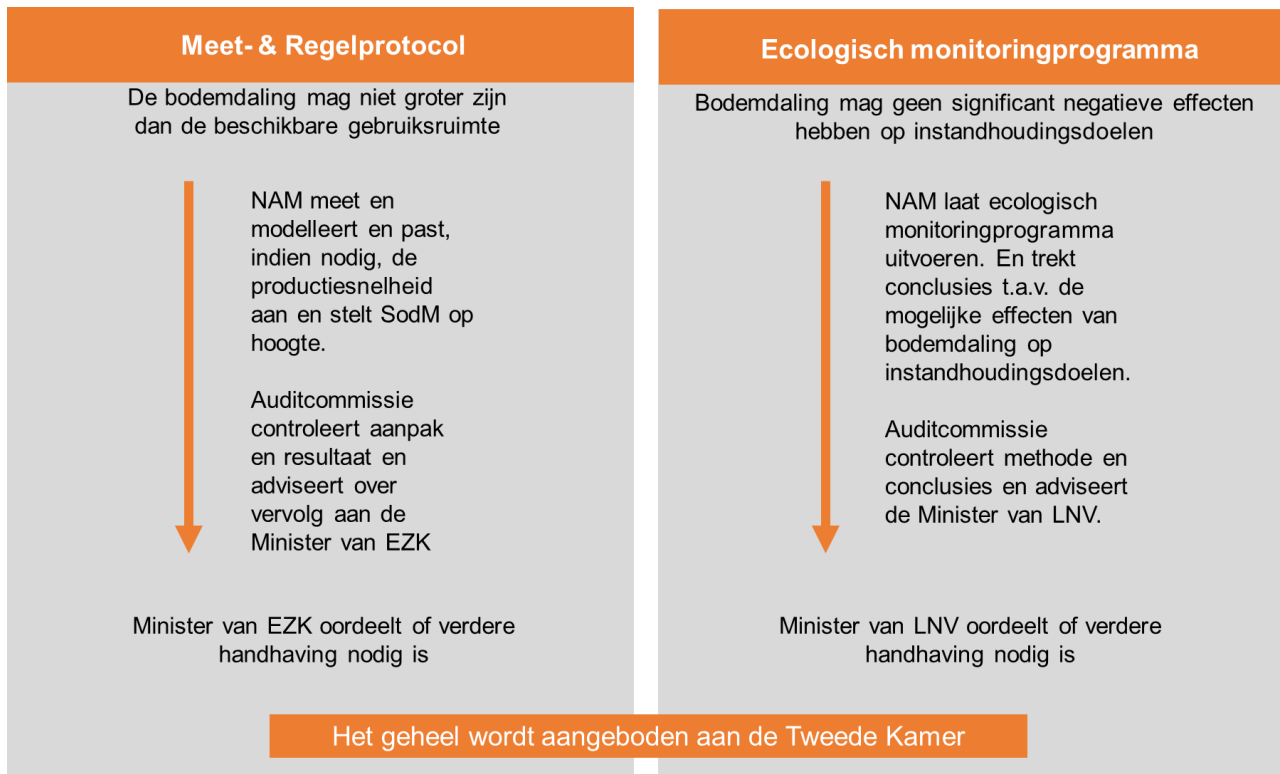 Meet- & Regelprotocol
De bodemdaling mag niet groter zijn
dan de beschikbare gebruiksruimte
NAM meet en
modelleert en past,
indien nodig, de
productiesnelheid
aan en stelt SodM op
hoogte.
Auditcommissie
controleert aanpak
en resultaat en
adviseert over
vervolg aan de
Minister van EZK
Minister van EZK oordeelt of verdere
handhaving nodig is
Ecologisch monitoringprogramma
Bodemdaling mag geen significant negatieve effecten
hebben op instandhoudingsdoelen
NAM laat ecologisch
monitoringprogramma
uitvoeren. En trekt
conclusies t.a.v. de
mogelijke effecten van
bodemdaling op
instandhoudingsdoelen.
Auditcommissie
controleert methode en
conclusies en adviseert
de Minister van LNV.
Minister van LNV oordeelt of verdere
handhaving nodig is
Het geheel wordt aangeboden aan de Tweede Kamer